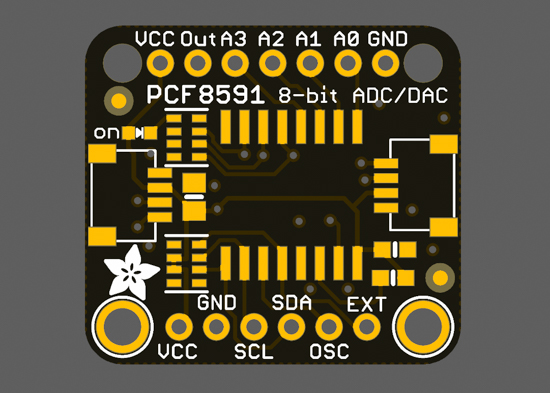 VCC Out A3 A2 A1 A0 GND
PCF8591 8-bit ADC/DAC
on
GND SDA EXT
VCC SCL OSC